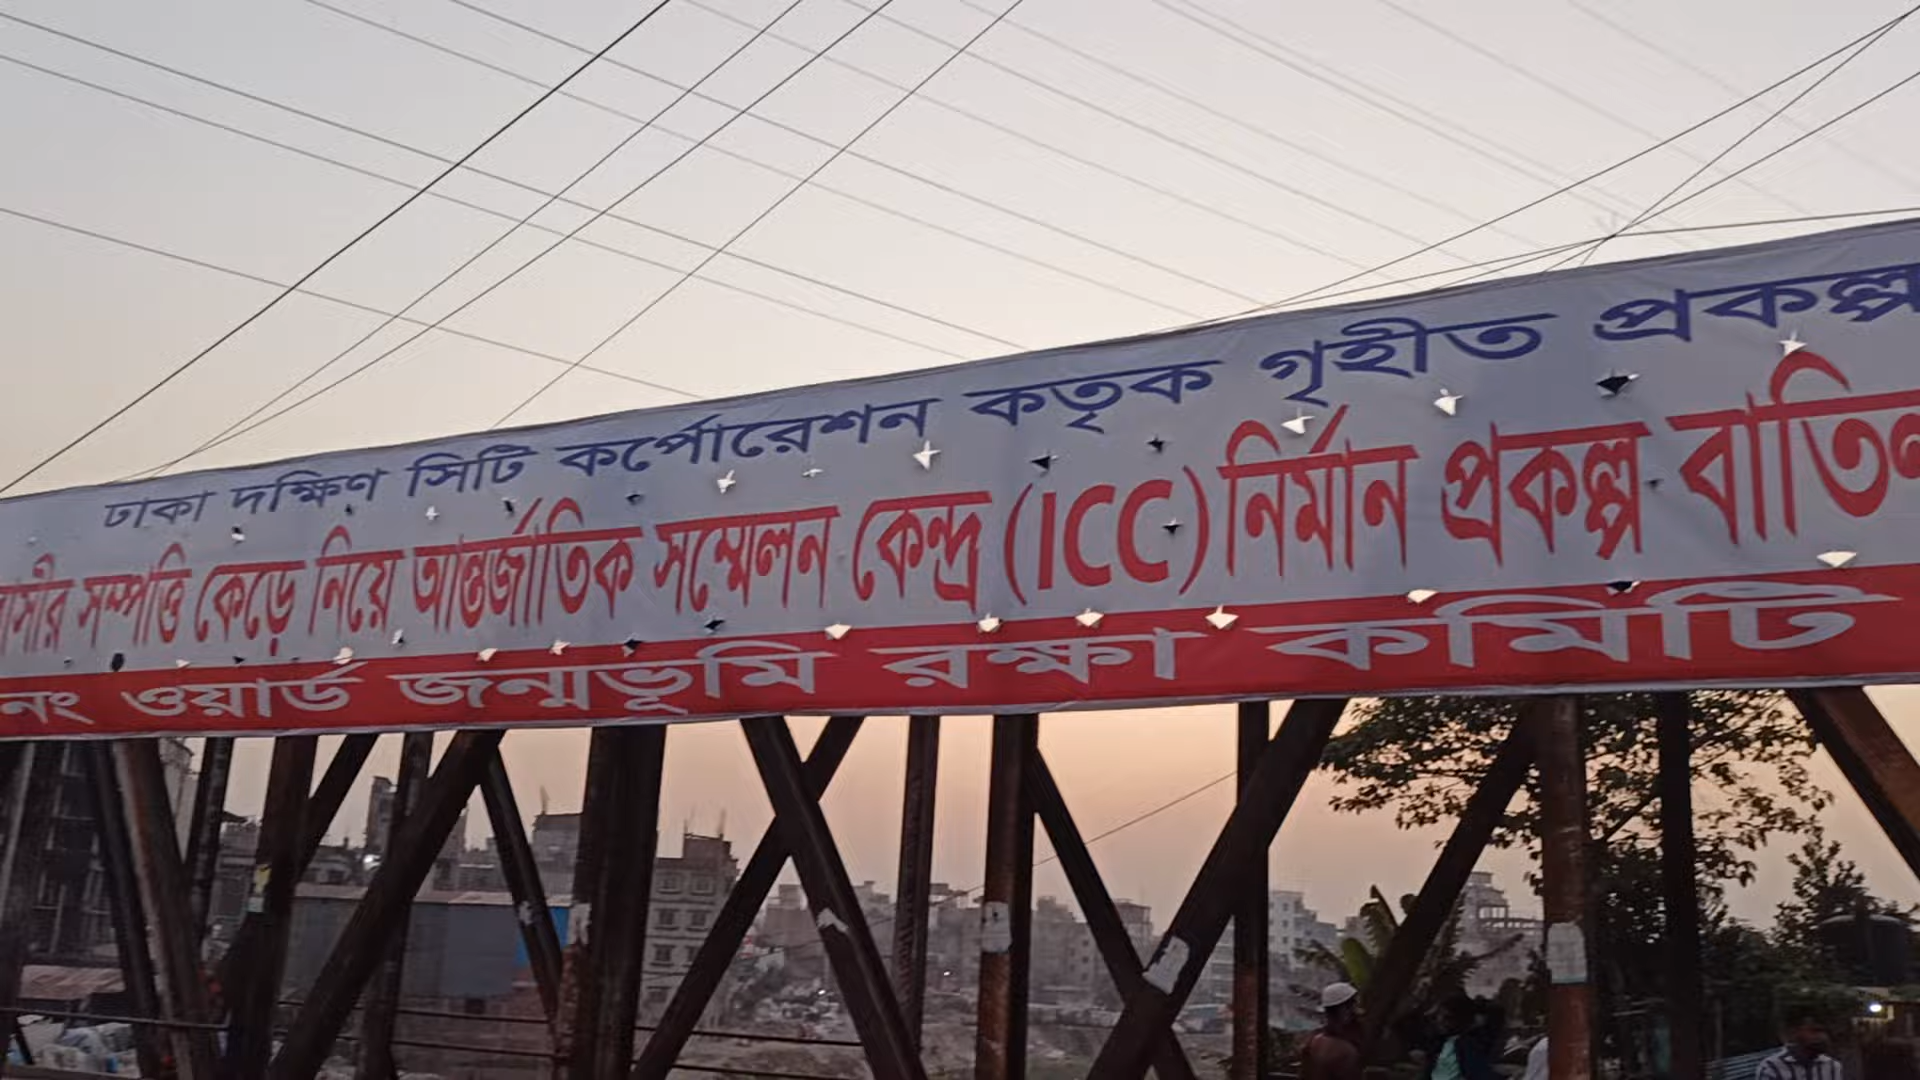 ঢাকা দক্ষিণ সিটি কর্পোরেশন কতৃক গৃহীত প্রকল্প
সম্পত্তি কেড়ে নিয়ে আন্তর্জাতিক সম্মেলন কেন্দ্র (ICC) নির্মান প্রকল্প বাতিল
নং ওয়ার্ড জন্মভূমি রক্ষা কমিটি